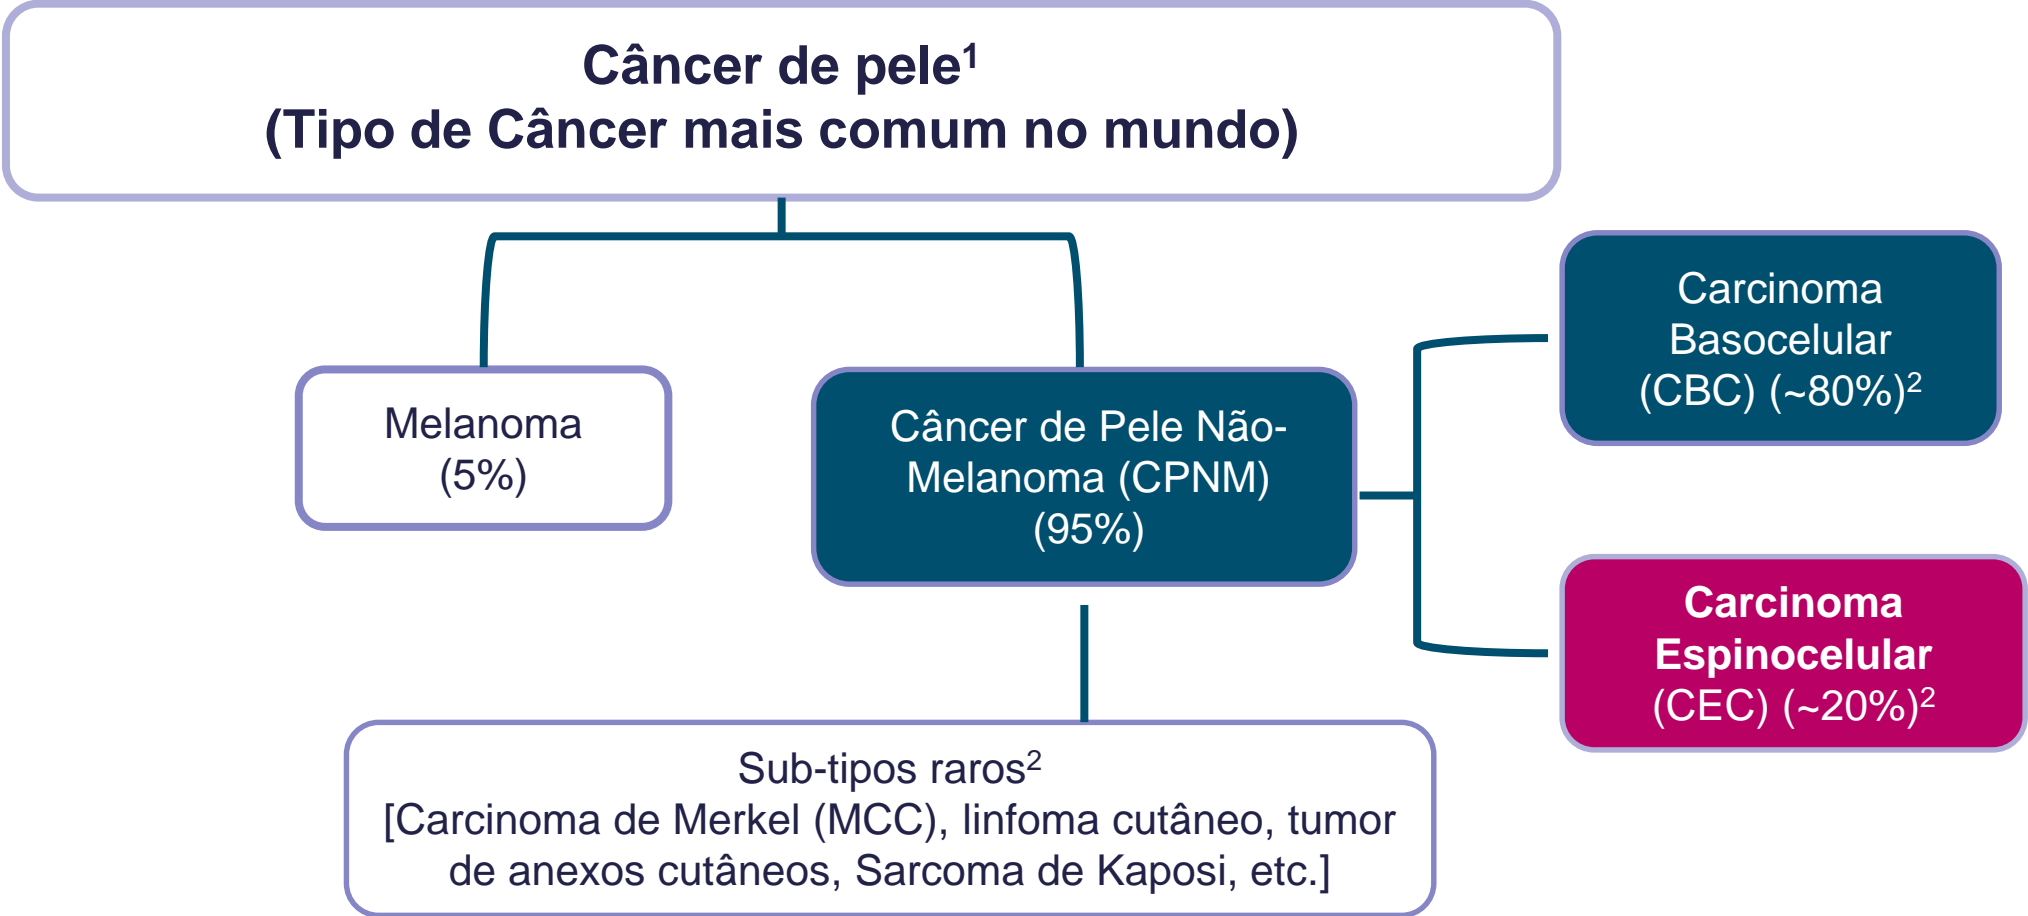 Câncer de pele¹
(Tipo de Câncer mais comum no mundo)
Melanoma
(5%)
Câncer de Pele Não-
Melanoma (CPNM)
(95%)
Carcinoma
Basocelular
(CBC) (~80%)²
Carcinoma
Espinocelular
(CEC) (~20%)²
Sub-tipos raros²
[Carcinoma de Merkel (MCC), linfoma cutâneo, tumor
de anexos cutâneos, Sarcoma de Kaposi, etc.]